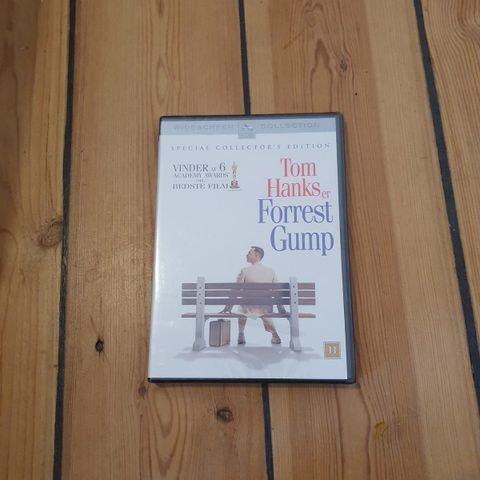 WIDESCREEN COLLECTION
SPECIAL COLLECTOR'S EDITION
VINDER AF 6
ACADEMY AWARDS
BEDSTE FILM
Tom
Hanks er
Forrest
Gump
11